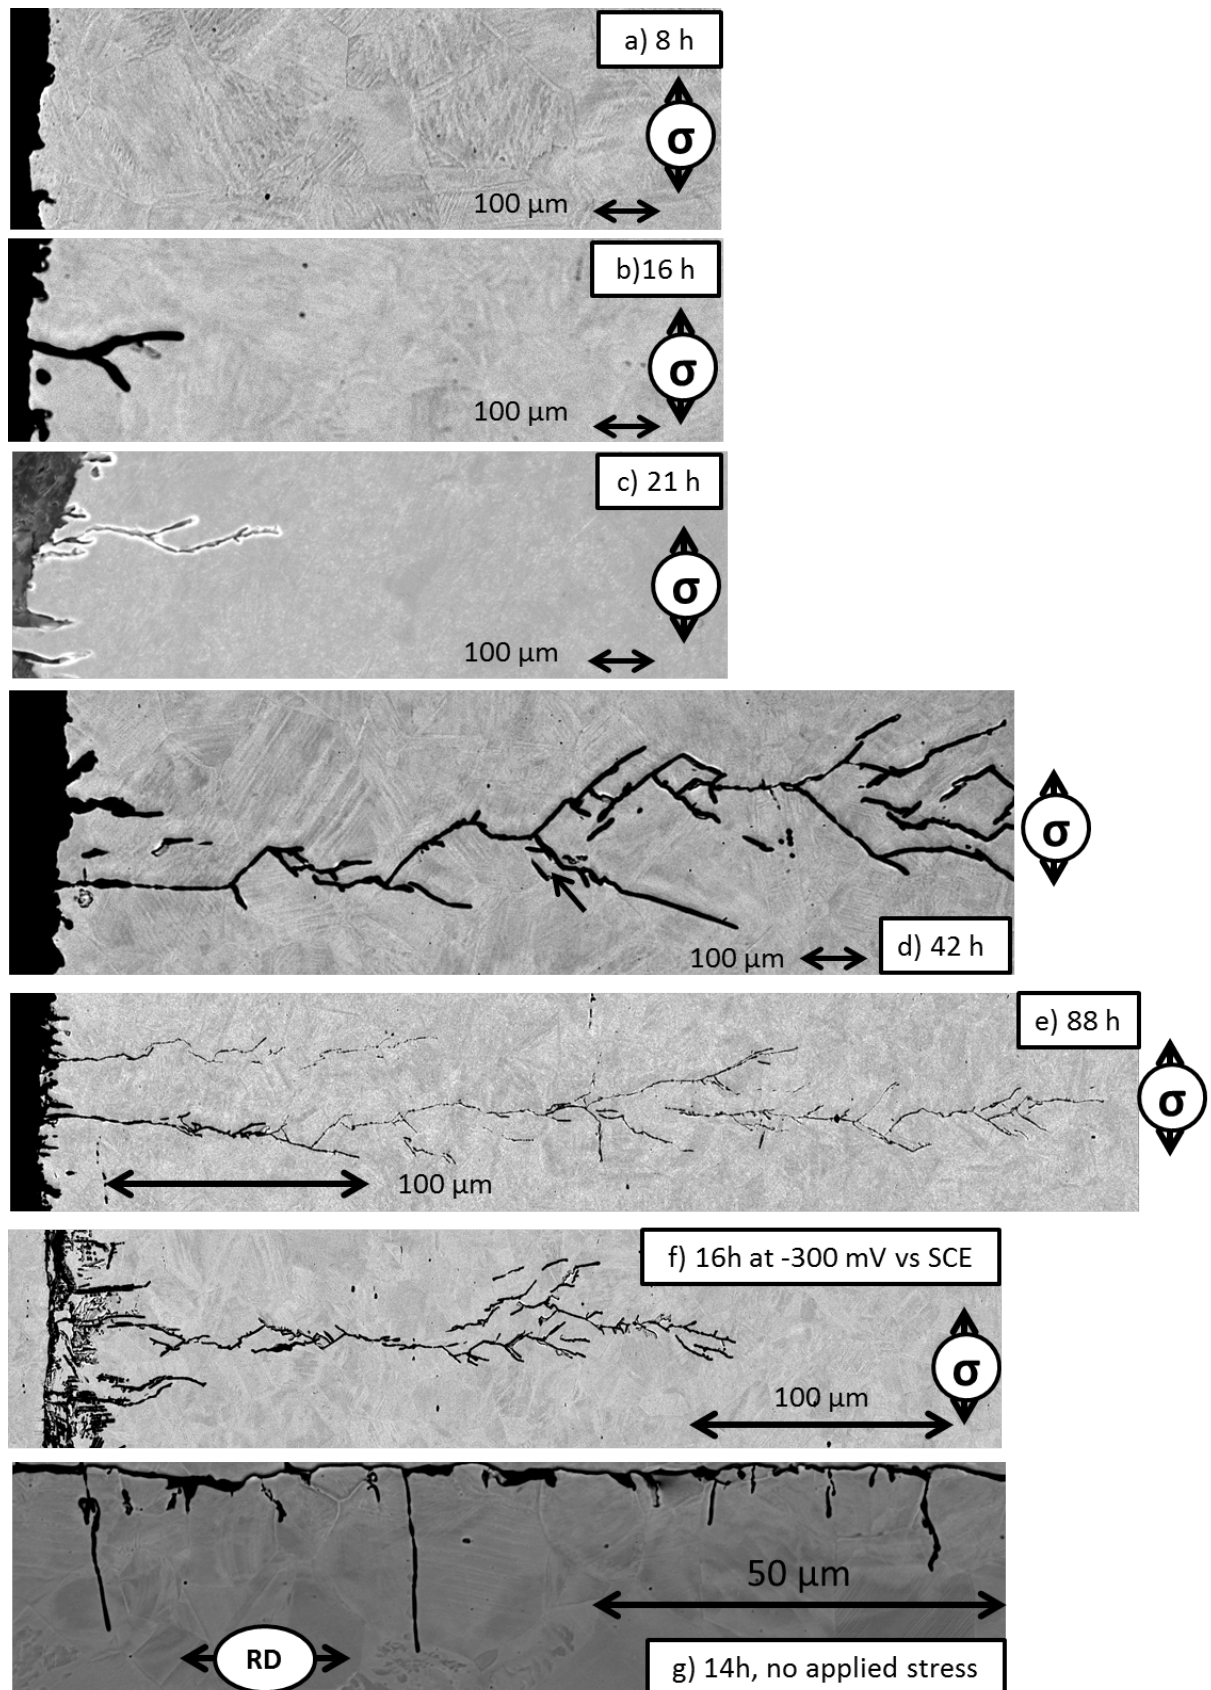 a) 8 h
σ
100 μm
b)16 h
σ
100 μm
c) 21 h
σ
100 μm
σ
100 μm
d) 42 h
e) 88 h
σ
100 μm
f) 16h at -300 mV vs SCE
σ
100 μm
50 μm
RD
g) 14h, no applied stress